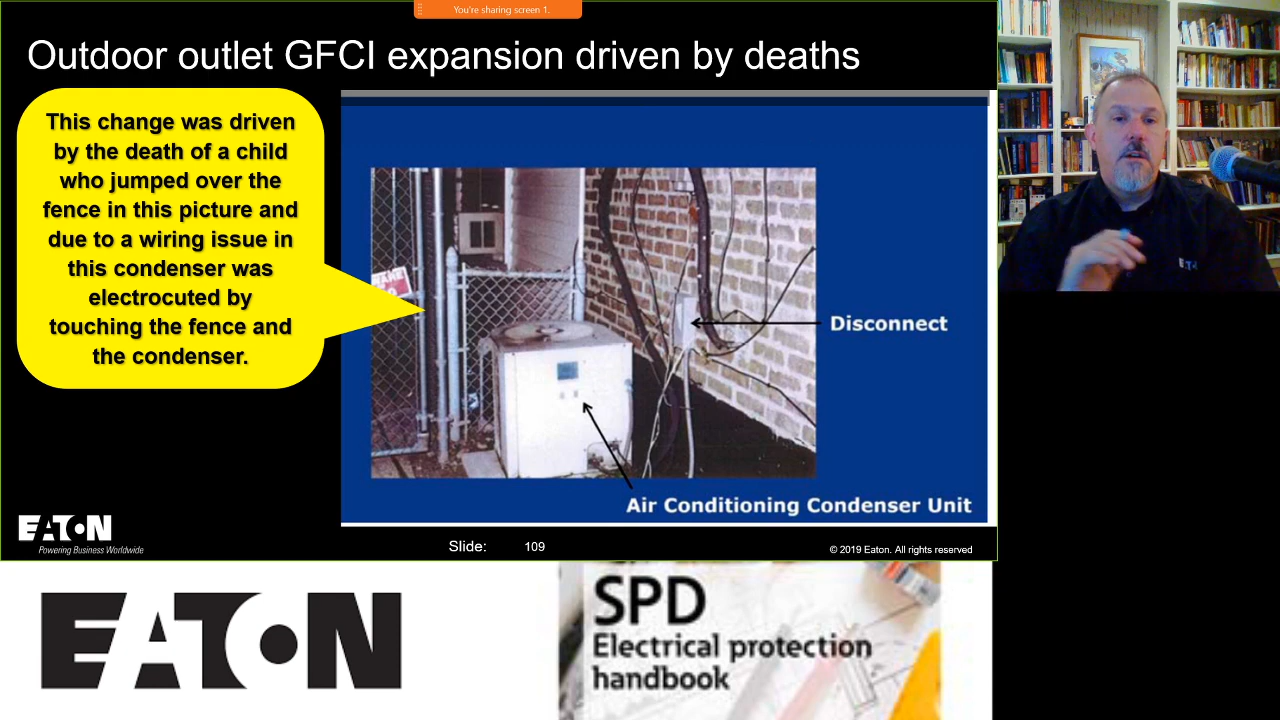 You're sharing screen 1.
Outdoor outlet GFCI expansion driven by deaths
This change was driven
by the death of a child
who jumped over the
fence in this picture and
due to a wiring issue in
this condenser was
electrocuted by
touching the fence and
the condenser.
Disconnect
Air Conditioning Condenser Unit
EATON
Powering Business Worldwide
Slide: 109
© 2019 Eaton. All rights reserved
EATON
SPD
Electrical protection
handbook